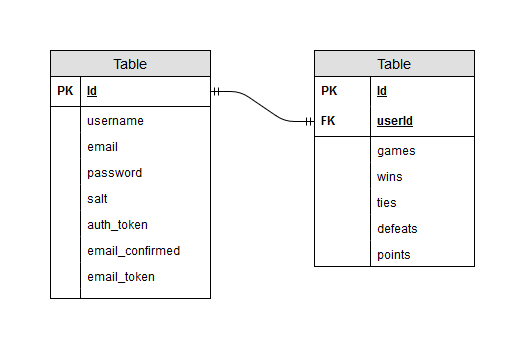 Table
PK Id
username
email
password
salt
auth_token
email_confirmed
email_token
Table
PK Id
FK userId
games
wins
ties
defeats
points